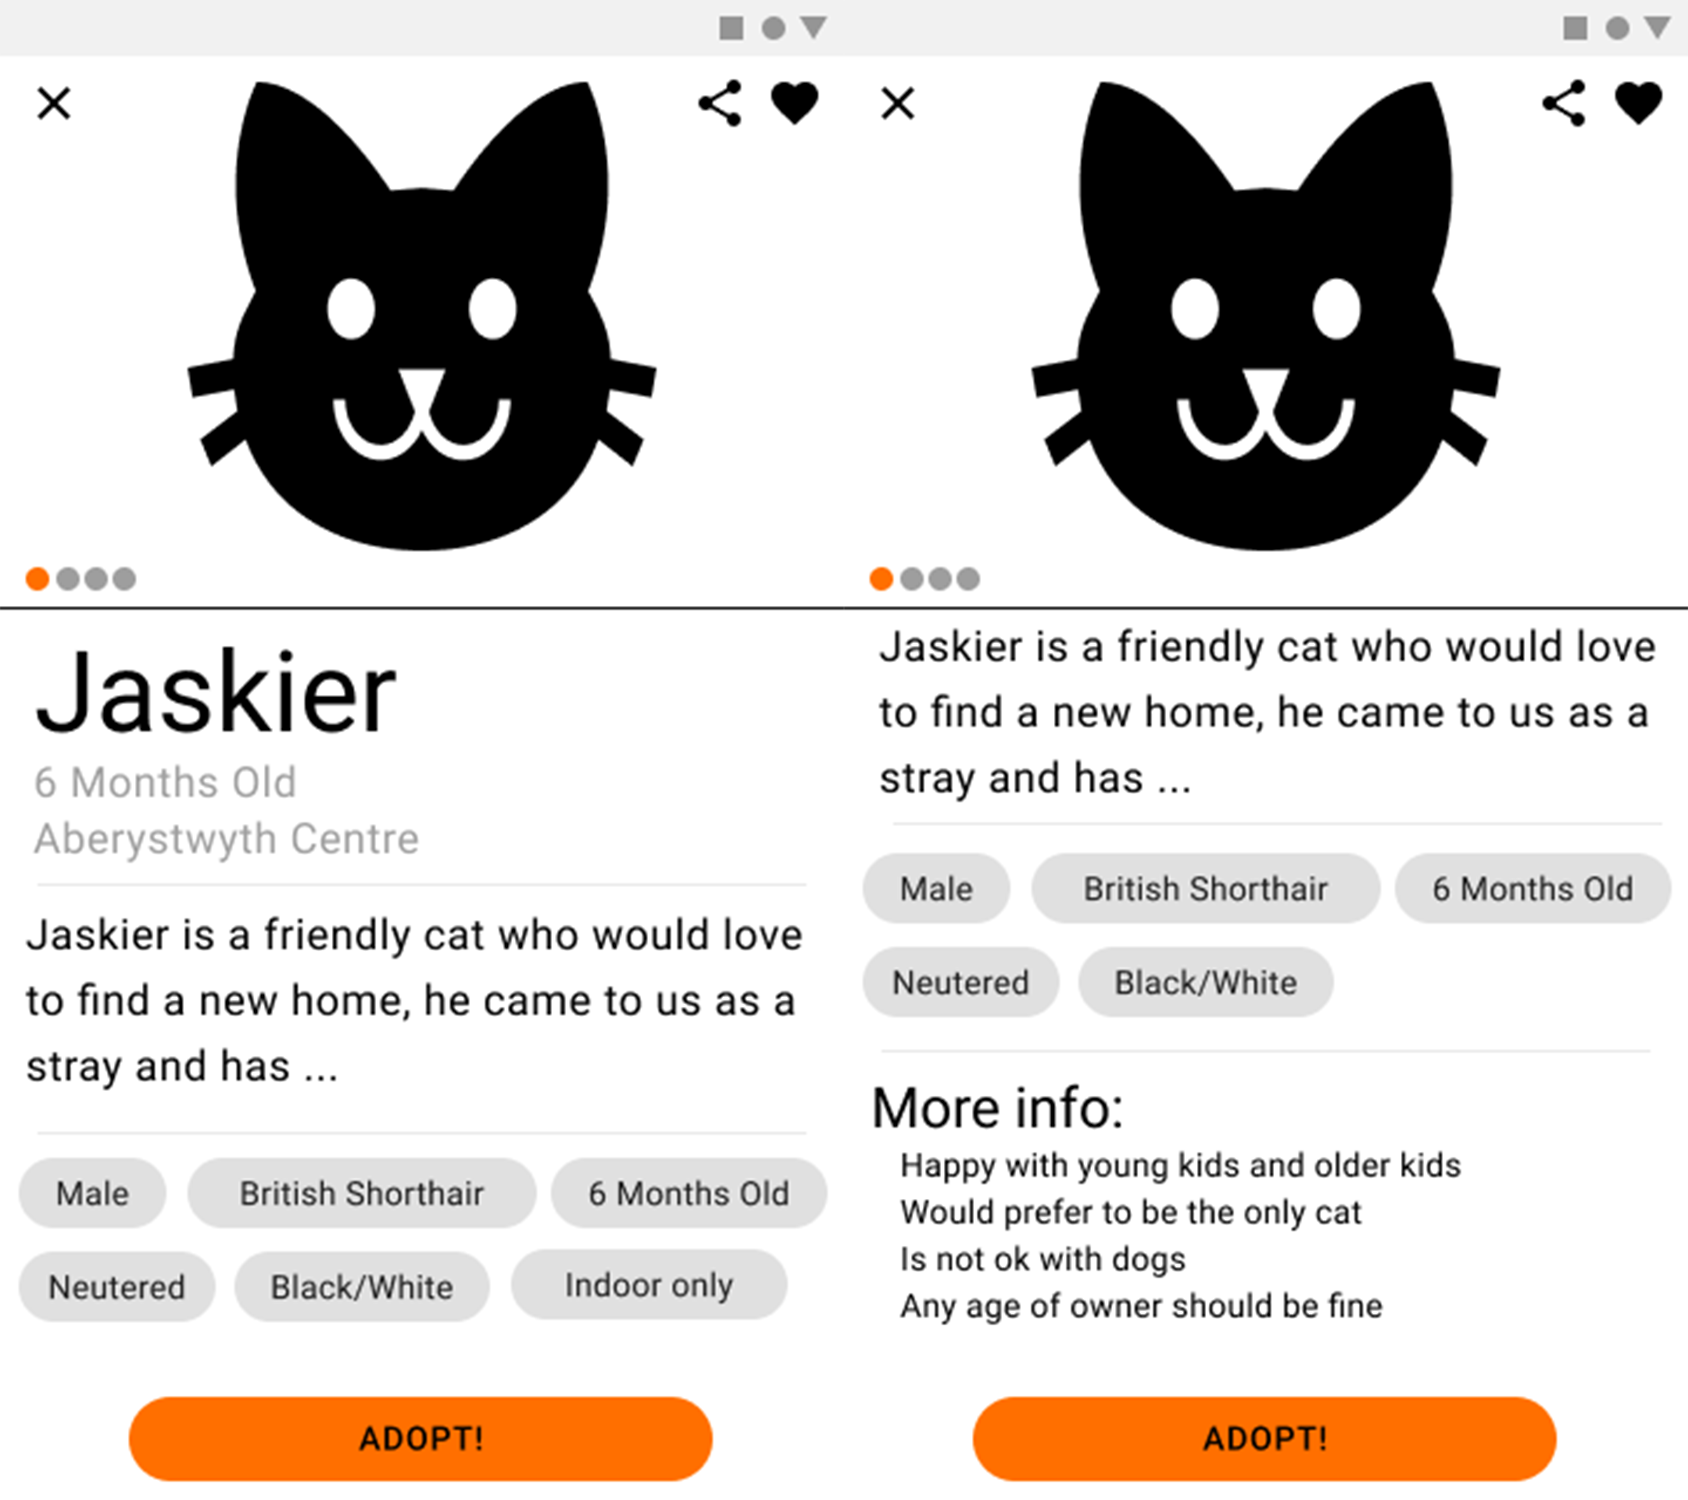 Jaskier
6 Months Old
Aberystwyth Centre
Jaskier is a friendly cat who would love
to find a new home, he came to us as a
stray and has ...
Male
British Shorthair
6 Months Old
Neutered
Black/White
Indoor only
ADOPT!
Jaskier is a friendly cat who would love
to find a new home, he came to us as a
stray and has ...
Male
British Shorthair
6 Months Old
Neutered
Black/White
More info:
Happy with young kids and older kids
Would prefer to be the only cat
Is not ok with dogs
Any age of owner should be fine
ADOPT!